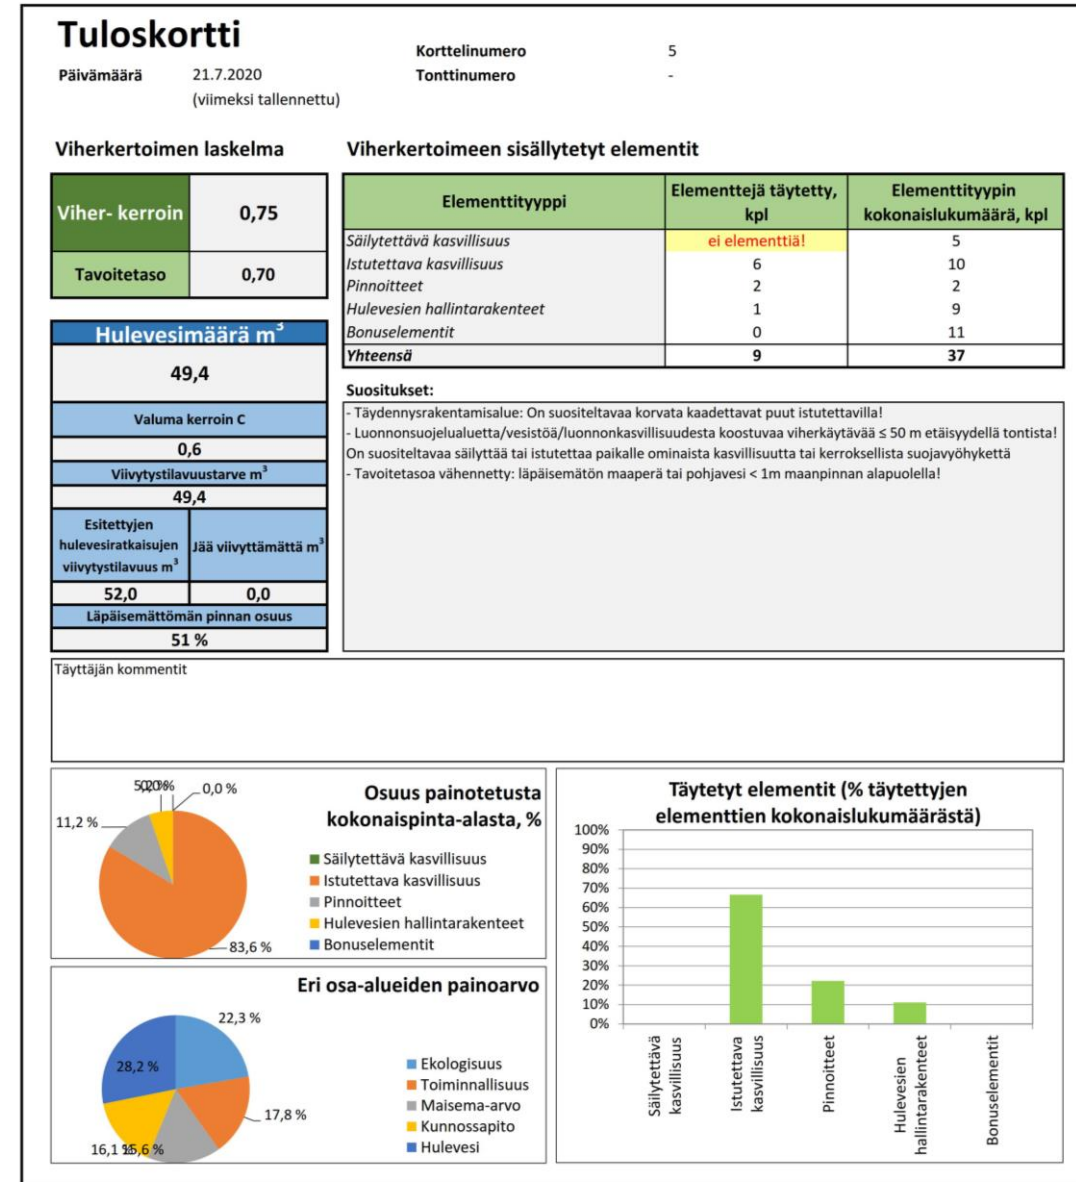 Tuloskortti
Korttelinumero 5
Päivämäärä 21.7.2020 Tonttinumero -
(viimeksi tallennettu)
Viherkertoimen laskelma
Viher- kerroin 0,75
Tavoitetaso 0,70
Hulevesimäärä m³
49,4
Valuma kerroin C
0,6
Viivytystilavuustarve m³
49,4
Esitettyjen
hulevesiratkaisujen
viivytystilavuus m³
Jää viivyttämättä m³
52,0 0,0
Läpäisemättömän pinnan osuus
51 %
Viherkertoimeen sisällytetyt elementit
Elementtityyppi
Elementtejä täytetty,
kpl
Elementtityypin
kokonaislukumäärä, kpl
Säilytettävä kasvillisuus ei elementtiä! 5
Istutettava kasvillisuus 6 10
Pinnoitteet 2 2
Hulevesien hallintarakenteet 1 9
Bonuselementit 0 11
Yhteensä 9 37
Suositukset:
- Täydennysrakentamisalue: On suositeltavaa korvata kaadettavat puut istutettavilla!
- Luonnonsuojelualuetta/vesistöä/luonnonkasvillisuudesta koostuvaa viherkäytävää ≤ 50 m etäisyydellä tontista!
On suositeltavaa säilyttää tai istutettaa paikalle ominaista kasvillisuutta tai kerroksellista suojavyöhykettä
- Tavoitetasoa vähennetty: läpäisemätön maaperä tai pohjavesi < 1m maanpinnan alapuolella!
Täyttäjän kommentit
Osuus painotetusta
kokonaispinta-alasta, %
0,0 %
11,2 %
83,6 %
Säilytettävä kasvillisuus
Istutettava kasvillisuus
Pinnoitteet
Hulevesien hallintarakenteet
Bonuselementit
Eri osa-alueiden painoarvo
22,3 %
28,2 %
17,8 %
16,1 %
15,6 %
Ekologisuus
Toiminnallisuus
Maisema-arvo
Kunnossapito
Hulevesi
Täytetyt elementit (% täytettyjen
elementtien kokonaislukumäärästä)
100%
90%
80%
70%
60%
50%
40%
30%
20%
10%
0%
Säilytettävä
kasvillisuus
Istutettava
kasvillisuus
Pinnoitteet
Hulevesien
hallintarakenteet
Bonuselementit